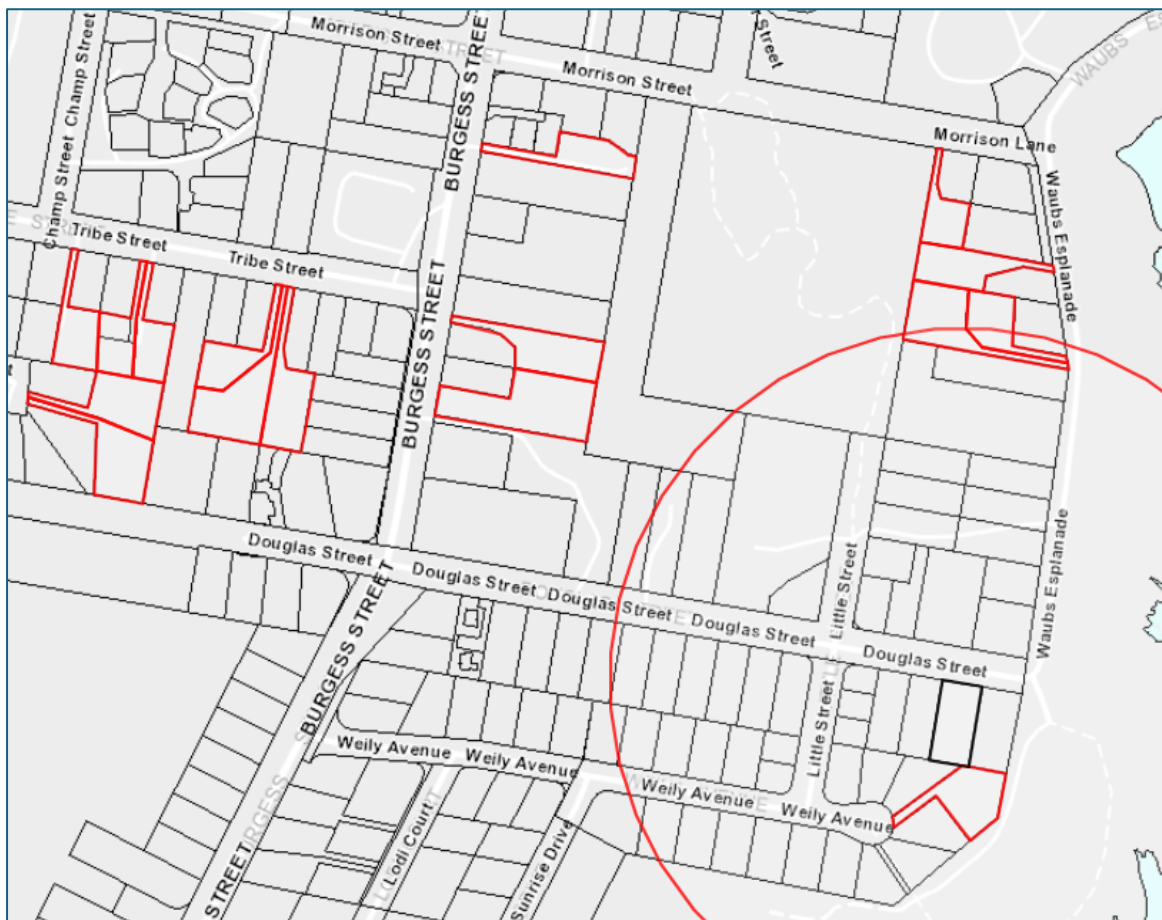 Morrison Street
Street
Champ Street
Champ Street
BURGESS STREET
Morrison Street
WAUBS ES
Morrison Lane
Waubs Esplanade
Tribe Street
Tribe Street
BURGESS STREET
Douglas Street
Douglas Street
Douglas Street
Douglas Street
Douglas Street
Little Street
Waubs Esplanade
BURGESS STREET
Little Street
Weily Avenue
Weily Avenue
Weily Avenue
Weily Avenue
Lodi Court
Sunrise Drive
STREET